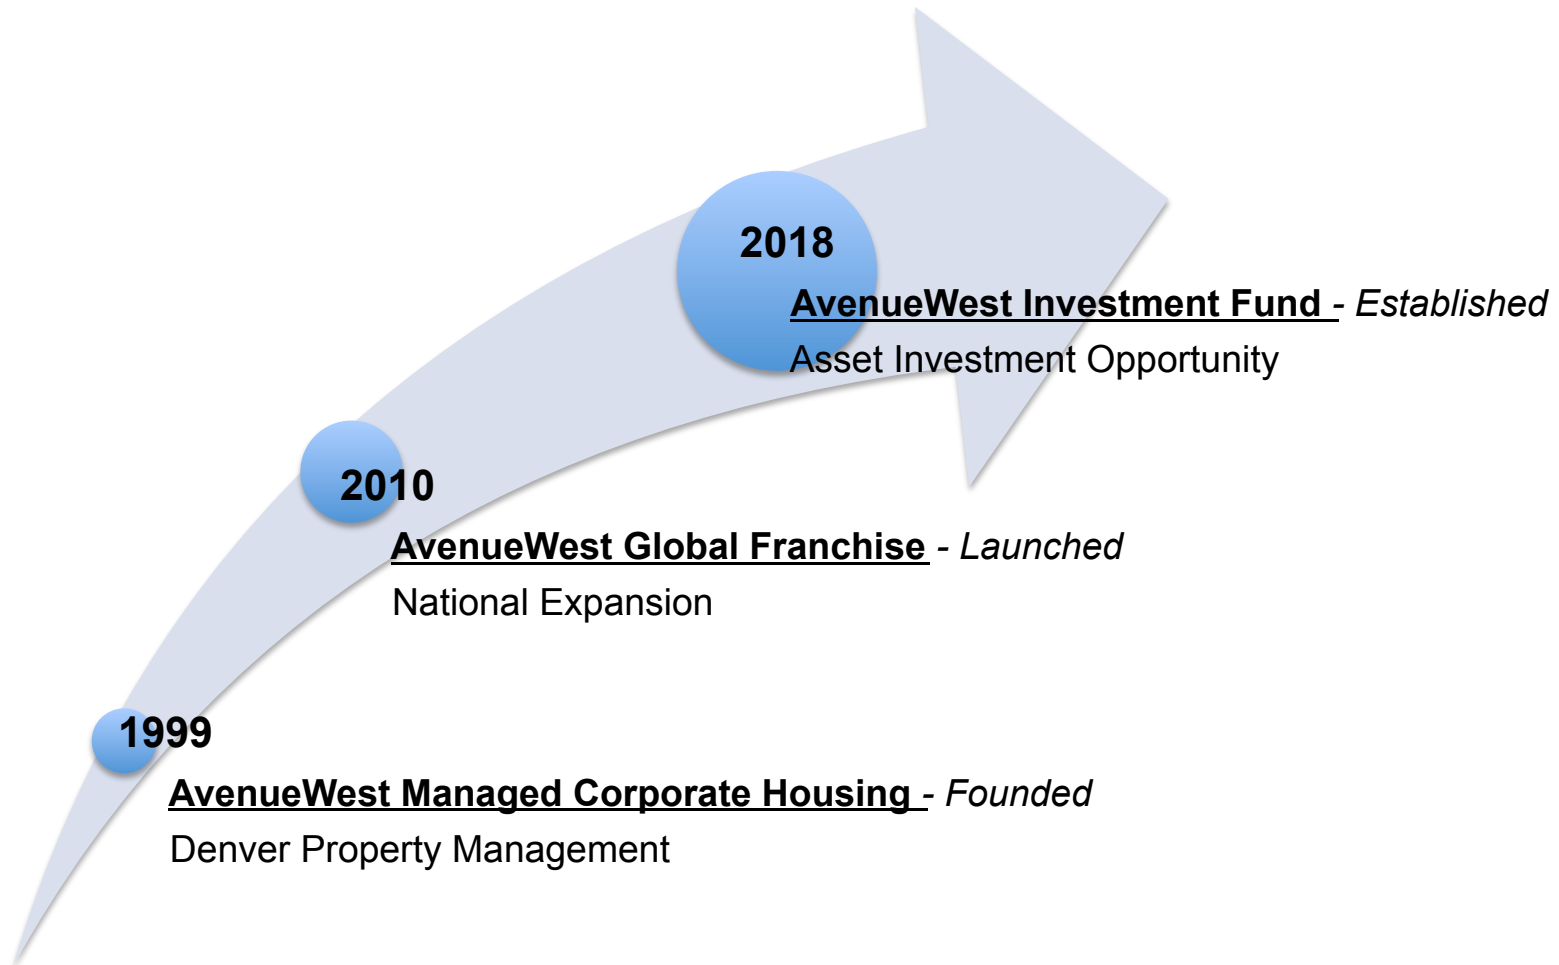 2018
AvenueWest Investment Fund - Established
Asset Investment Opportunity
2010
AvenueWest Global Franchise - Launched
National Expansion
1999
AvenueWest Managed Corporate Housing - Founded
Denver Property Management